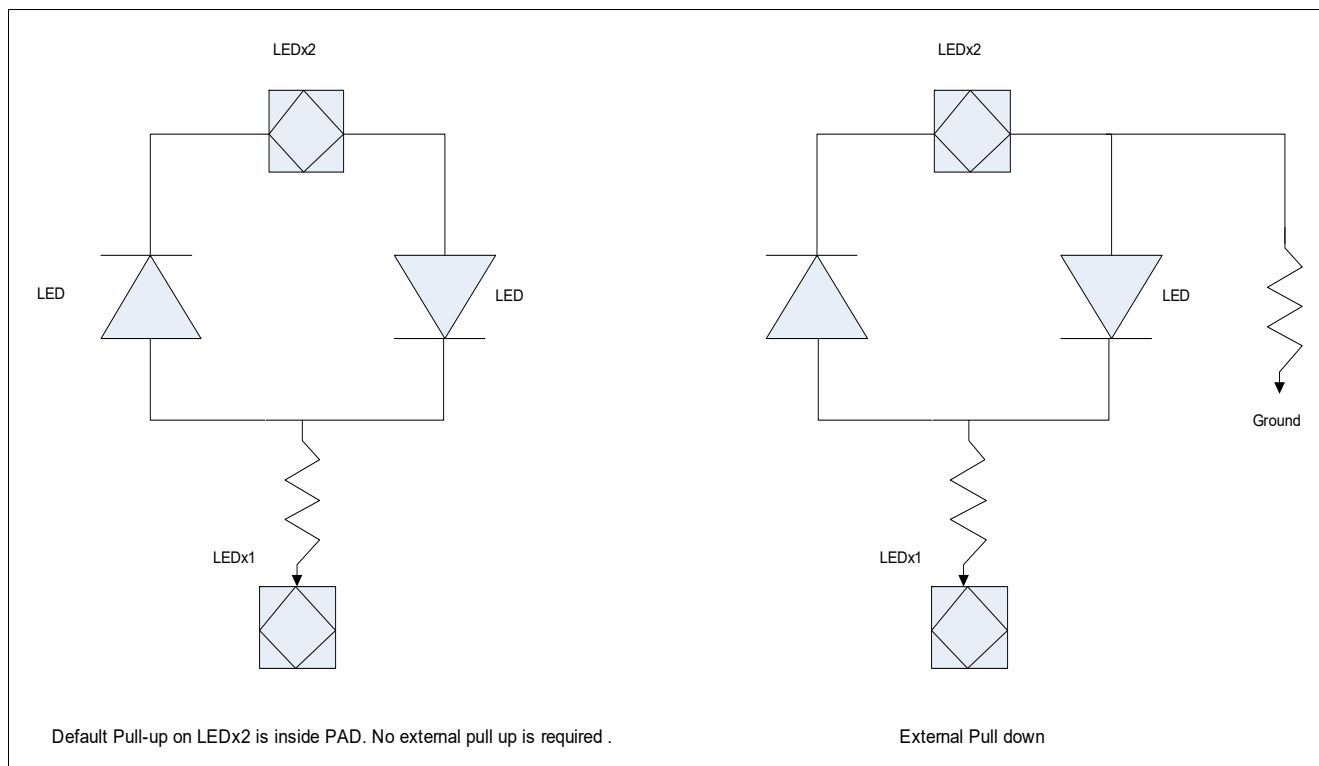 LEDx2
LED
LED
LEDx1
Default Pull-up on LEDx2 is inside PAD. No external pull up is required .
LEDx2
LED
Ground
LEDx1
External Pull down